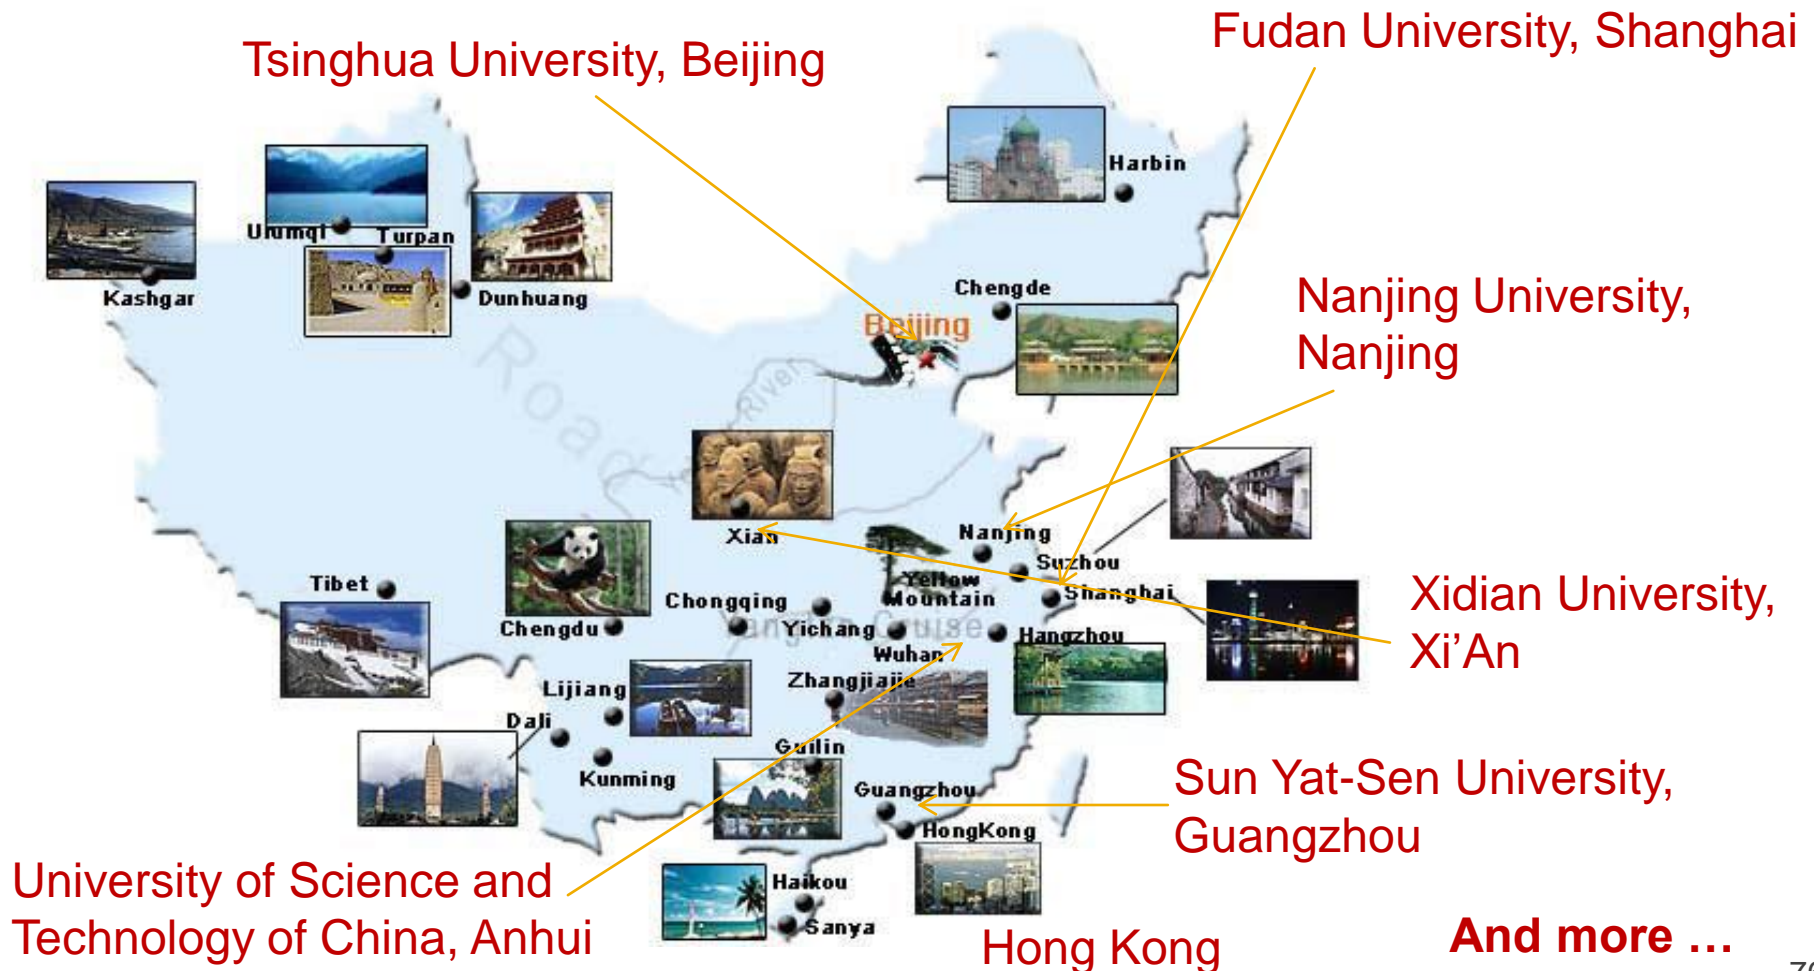 Tsinghua University, Beijing
Fudan University, Shanghai
Harbin
Urumqi
Turpan
Kashgar
Dunhuang
Chengde
Beijing
Nanjing University,
Nanjing
Road
River
Xian
Nanjing
Suzhou
Yellow
Mountain
Shanghai
Tibet
Chongqing
Chengdu
Yichang
Cruise
Hangzhou
Wuhan
Xidian University,
Xi'An
Zhangjiajie
Lijiang
Dali
Guilin
Kunming
Guangzhou
HongKong
Sun Yat-Sen University,
Guangzhou
University of Science and
Technology of China, Anhui
Haikou
Sanya
Hong Kong
And more ...